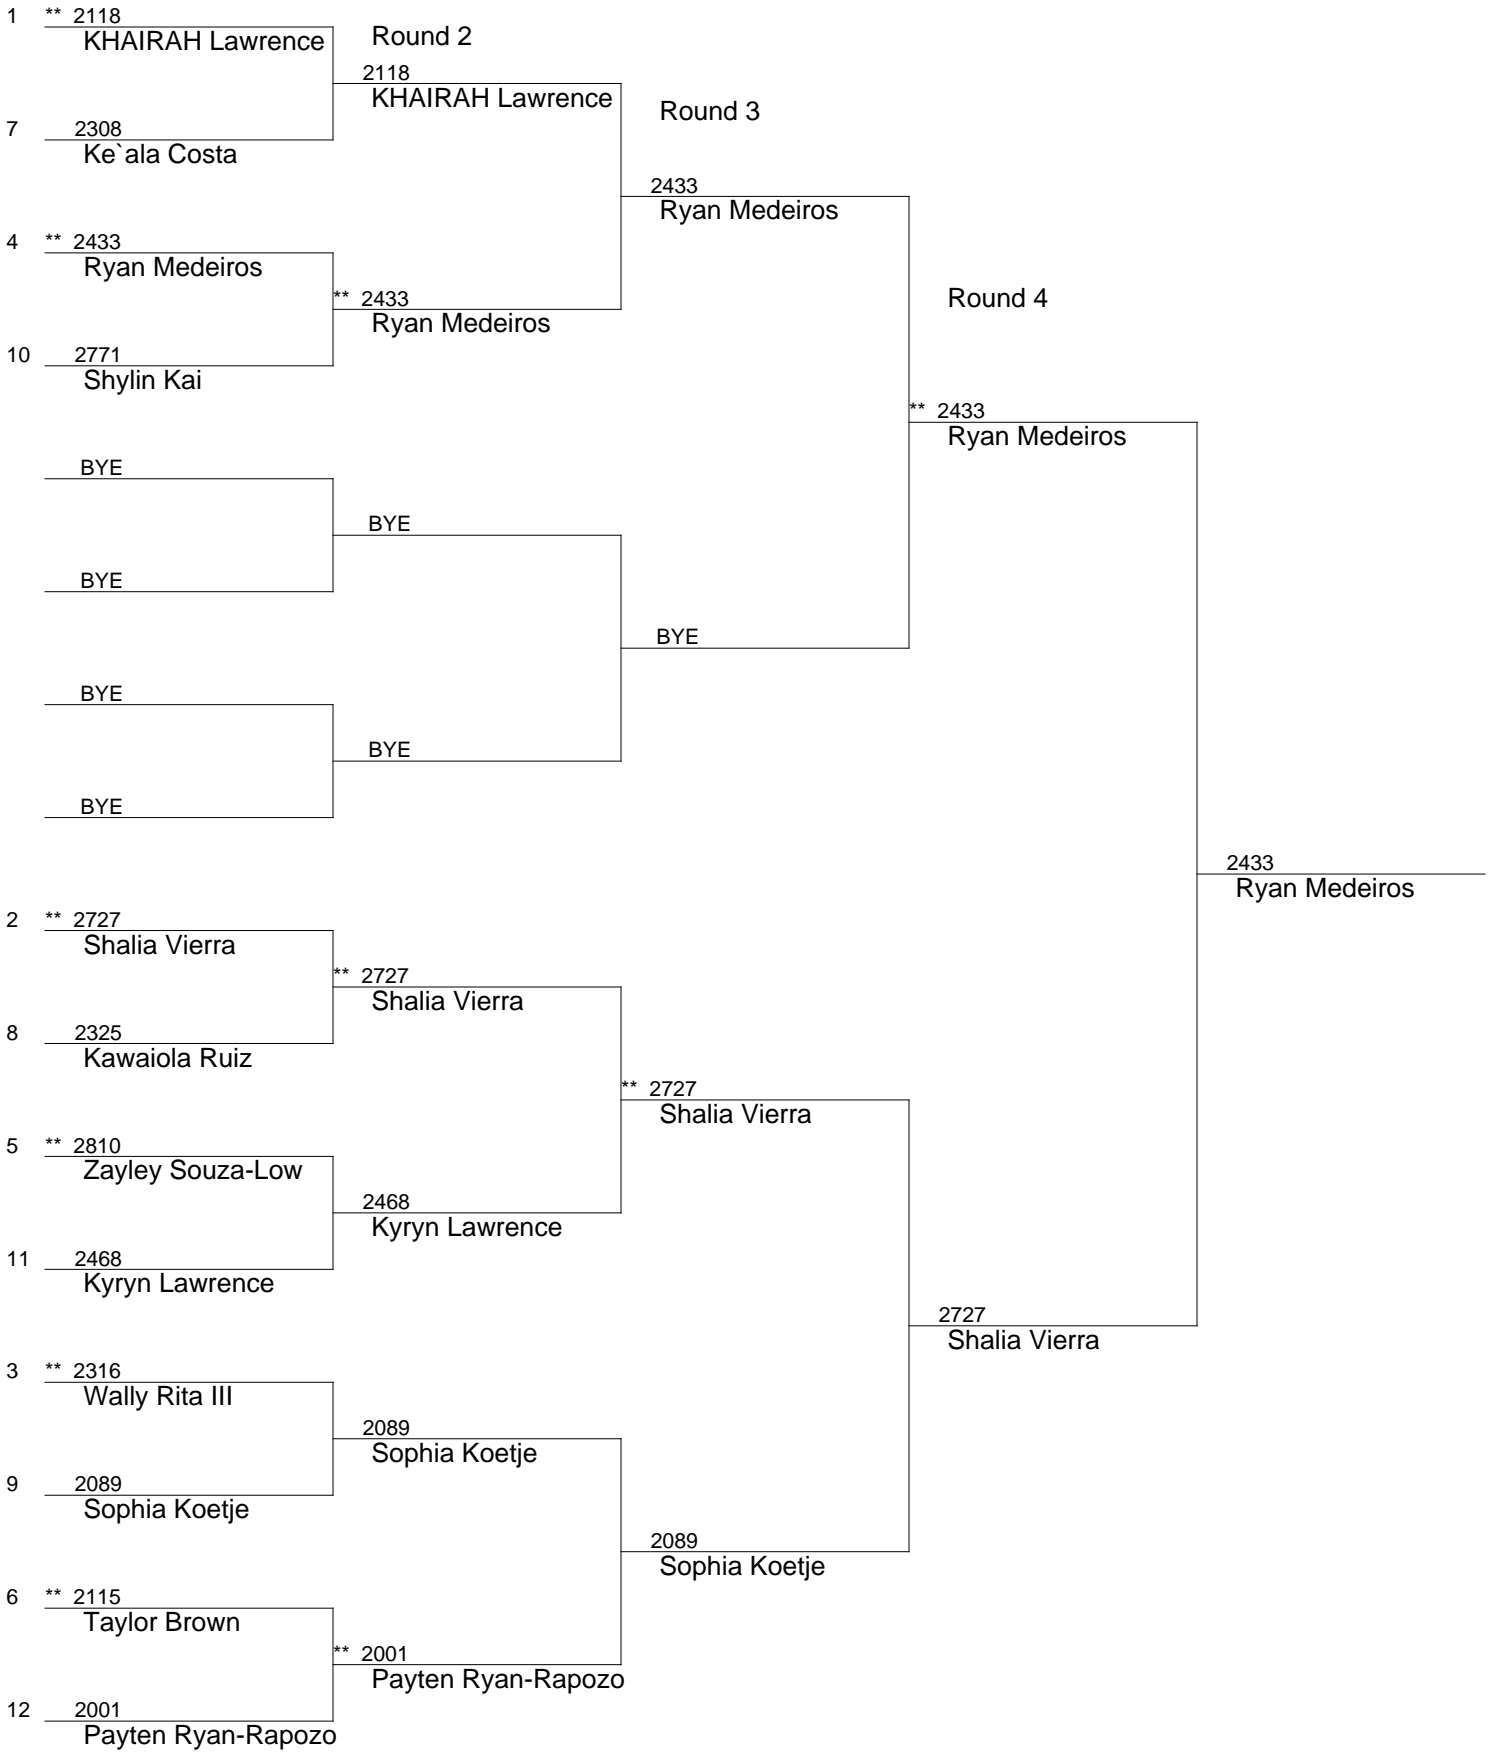 1 ** 2118
KHAIRAH Lawrence
Round 2
2118
KHAIRAH Lawrence
Round 3
7 2308
Ke`ala Costa
2433
Ryan Medeiros
4 ** 2433
Ryan Medeiros
** 2433
Ryan Medeiros
Round 4
10 2771
Shylin Kai
** 2433
Ryan Medeiros
BYE
BYE
BYE
BYE
BYE
BYE
BYE
2433
Ryan Medeiros
2 ** 2727
Shalia Vierra
** 2727
Shalia Vierra
8 2325
Kawaiola Ruiz
** 2727
Shalia Vierra
5 ** 2810
Zayley Souza-Low
2468
Kyryn Lawrence
11 2468
Kyryn Lawrence
2727
Shalia Vierra
3 ** 2316
Wally Rita III
2089
Sophia Koetje
9 2089
Sophia Koetje
2089
Sophia Koetje
6 ** 2115
Taylor Brown
** 2001
Payten Ryan-Rapozo
12 2001
Payten Ryan-Rapozo